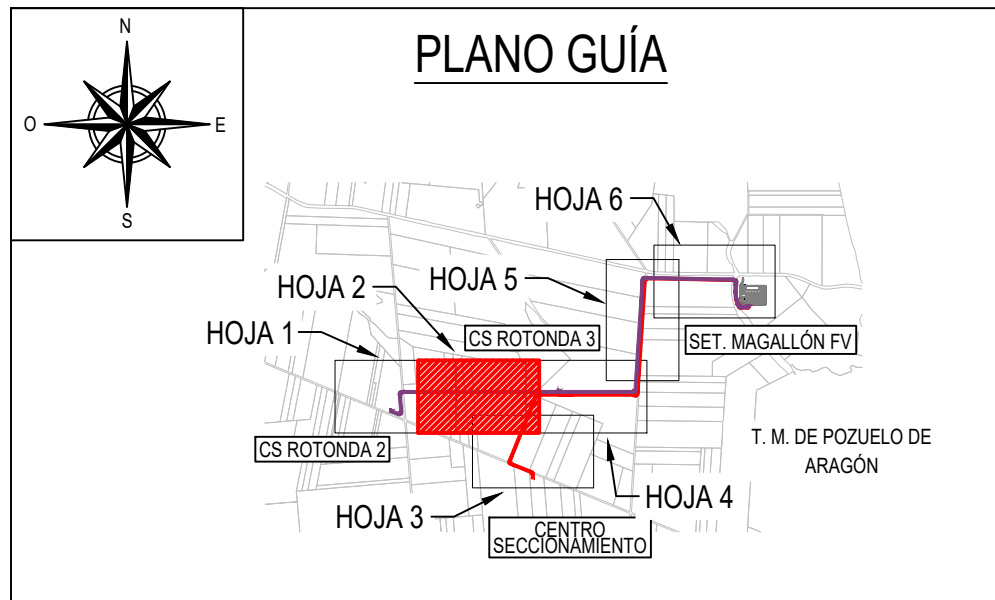 PLANO GUÍA
N
O
E
S
HOJA 6
HOJA 5
HOJA 2
HOJA 1
CS ROTONDA 3
SET. MAGALLÓN FV
CS ROTONDA 2
T. M. DE POZUELO DE
ARAGÓN
HOJA 4
HOJA 3
CENTRO
SECCIONAMIENTO